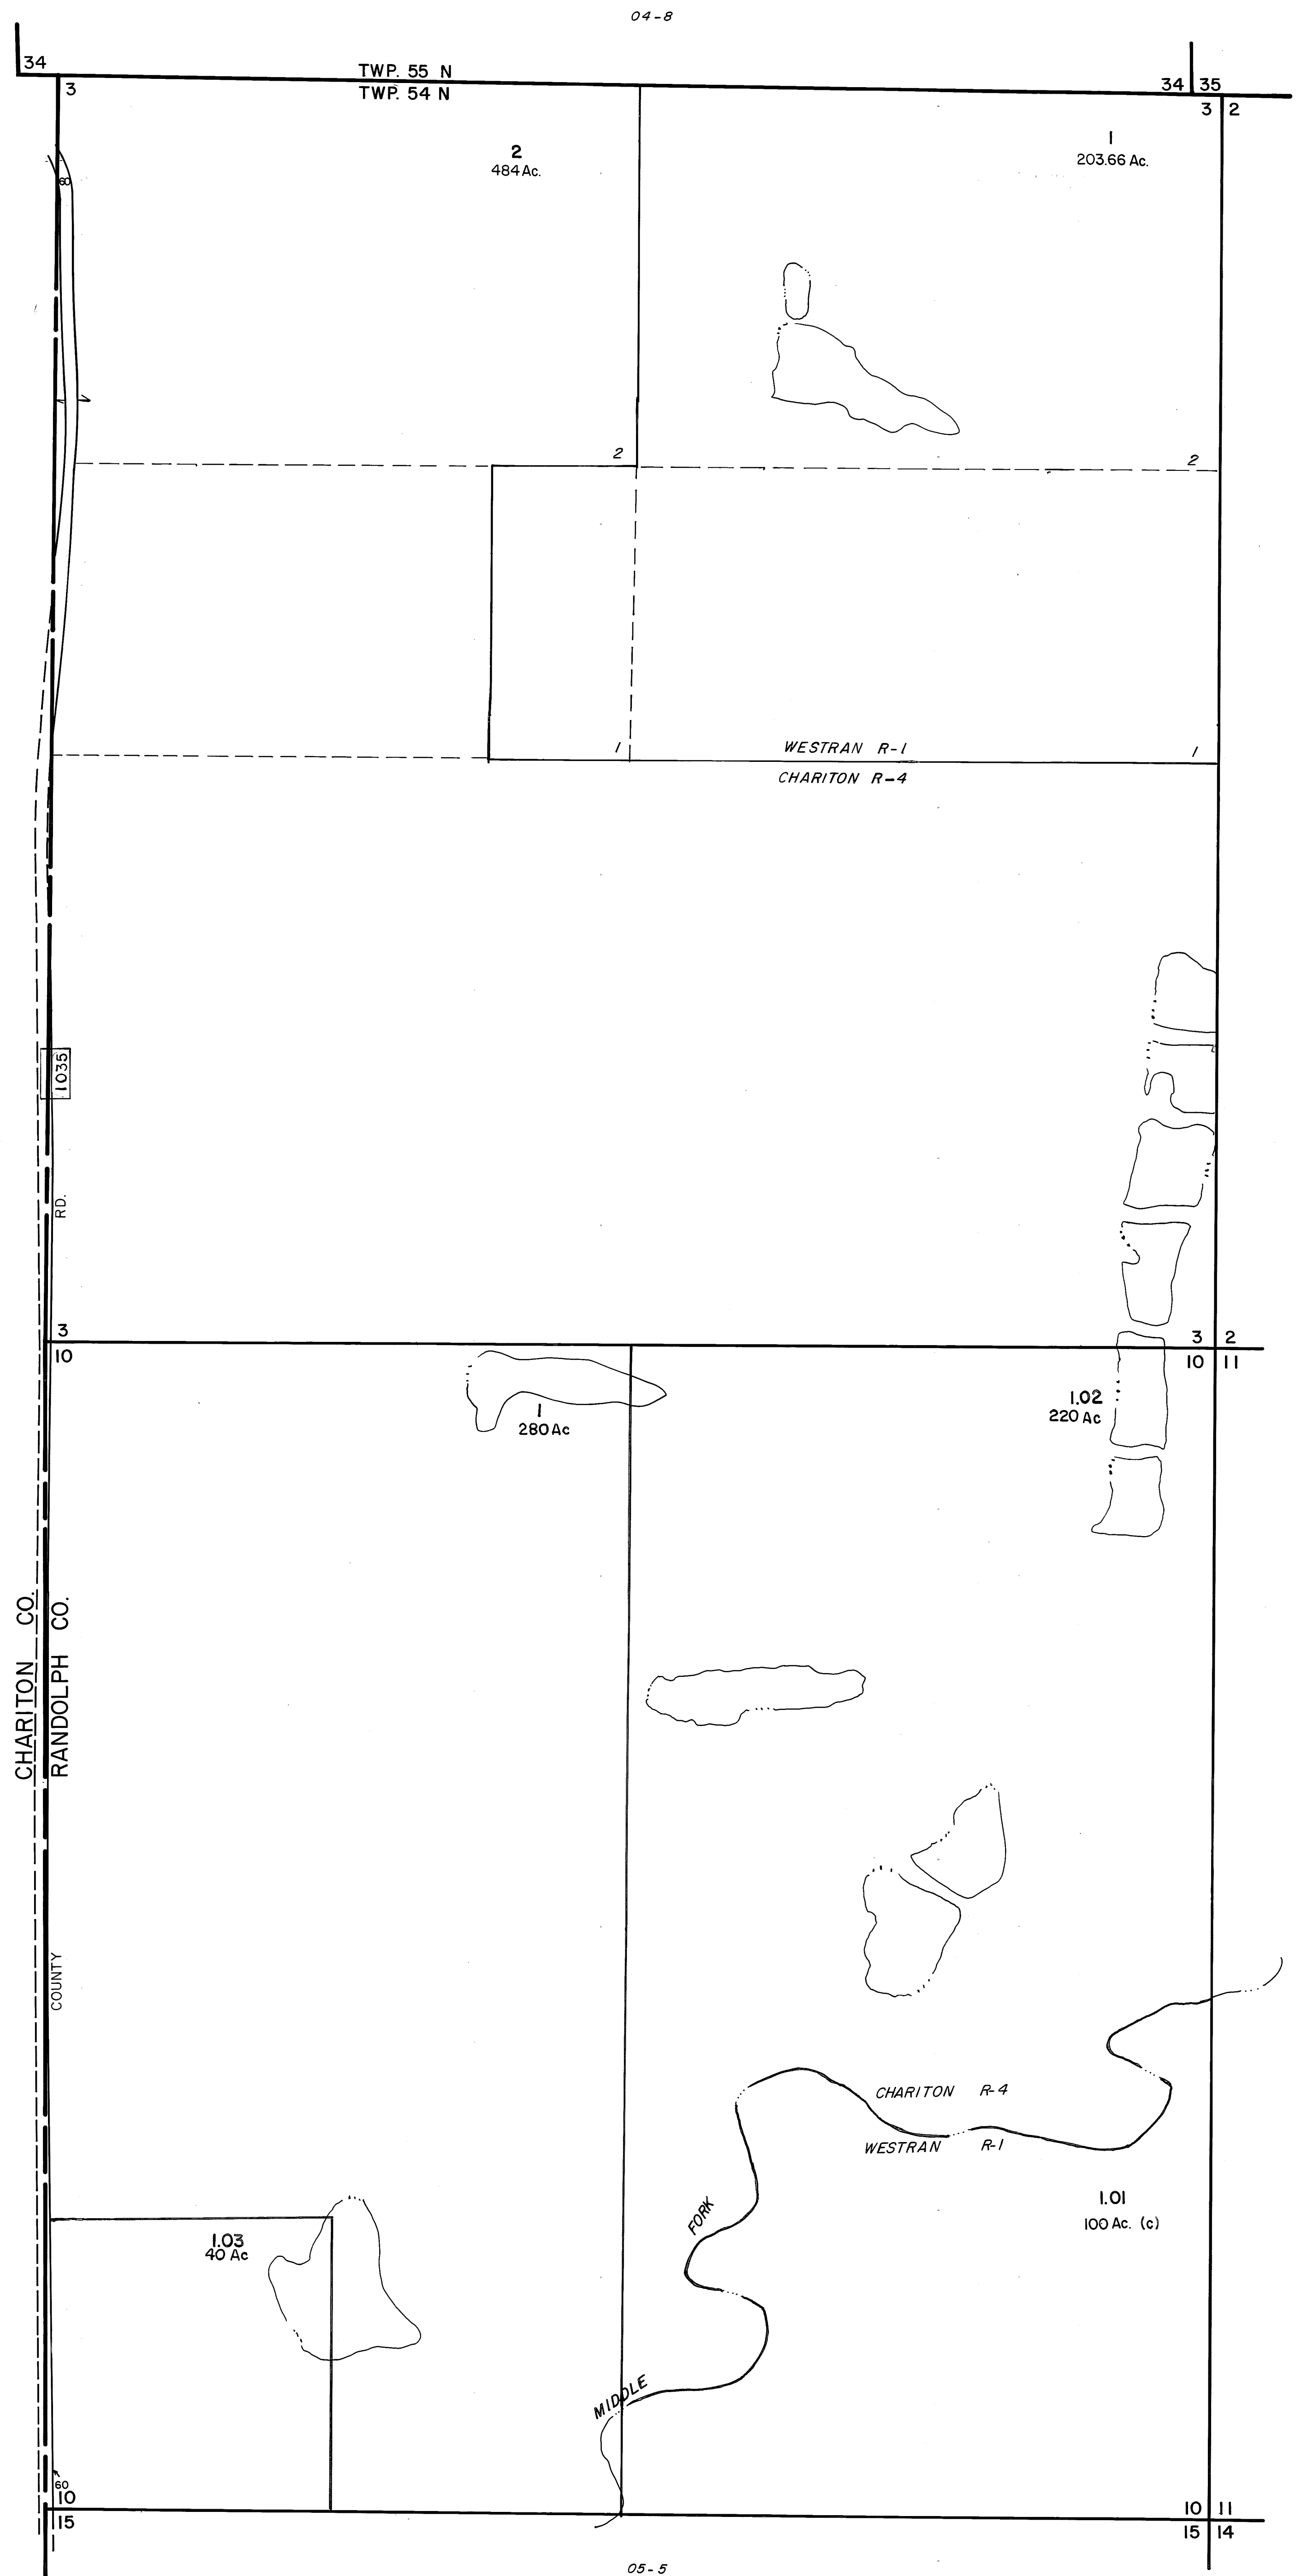 04-8
34
TWP. 55 N
34 35
3
TWP. 54 N
3 2
1
203.66 Ac.
2
484 Ac.
60
2
2
1
WESTRAN R-1
1
CHARITON R-4
1035
RD.
3
3 2
10
10 11
1
280 Ac
1.02
220 Ac
CHARITON CO.
RANDOLPH CO.
COUNTY
CHARITON R-4
WESTRAN R-1
1.01
100 Ac. (c)
FORK
1.03
40 Ac
MIDDLE
60
10
10 11
15
15 14
05-5